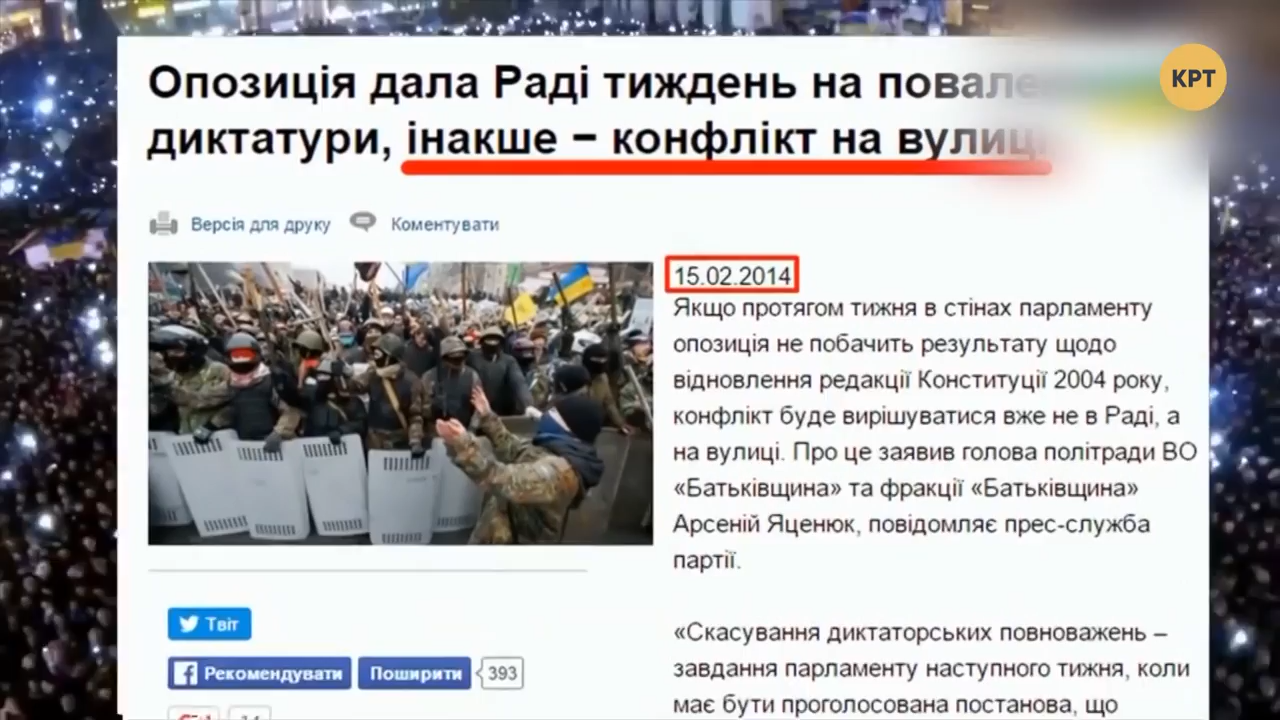 КРТ
Опозиція дала Раді тиждень на
диктатури, інакше – конфлікт на вулиці
Версія для друку Коментувати
15.02.2014
Якщо протягом тижня в стінах парламенту
опозиція не побачить результату щодо
відновлення редакції Конституції 2004 року,
конфлікт буде вирішуватися вже не в Раді, а
на вулиці. Про це заявив голова політради ВО
«Батьківщина» та фракції «Батьківщина»
Арсеній Яценюк, повідомляє прес-служба
партії.
«Скасування диктаторських повноважень –
завдання парламенту наступного тижня, коли
має бути проголосована постанова, що
Твіт
Рекомендувати Поширити 393